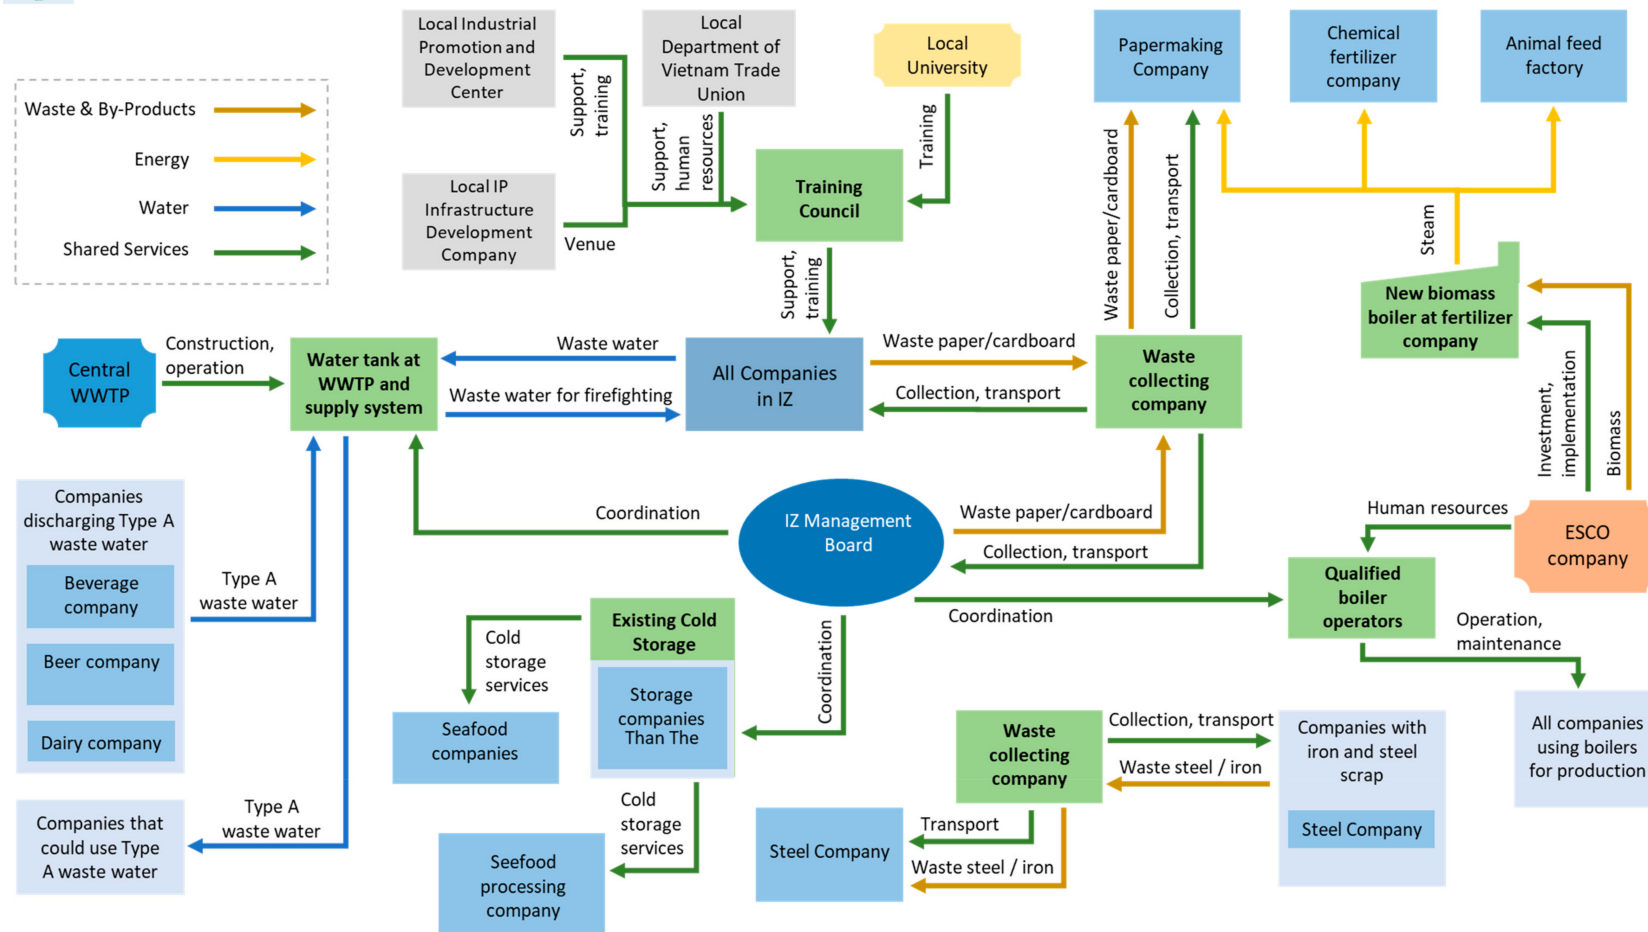 Waste & By-Products
Energy
Water
Shared Services
Local Industrial
Promotion and
Development
Center
Support,
training
Local
Department of
Vietnam Trade
Union
Support,
human
resources
Local
University
Training
Local IP
Infrastructure
Development
Company
Venue
Training
Council
Support,
training
Papermaking
Company
Chemical
fertilizer
company
Animal feed
factory
Waste paper/cardboard
Collection, transport
Steam
New biomass
boiler at fertilizer
company
Investment,
implementation
Biomass
Central
WWTP
Construction,
operation
Water tank at
WWTP and
supply system
Waste water
Waste water for firefighting
All Companies
in IZ
Waste paper/cardboard
Collection, transport
Waste
collecting
company
Companies
discharging Type A
waste water
Beverage
company
Beer company
Dairy company
Type A
waste water
Coordination
IZ Management
Board
Waste paper/cardboard
Collection, transport
Coordination
Human resources
ESCO
company
Qualified
boiler
operators
Operation,
maintenance
All companies
using boilers
for production
Existing Cold
Storage
Storage
companies
Than The
Cold
storage
services
Seafood
companies
Coordination
Cold
storage
services
Seefood
processing
company
Type A
waste water
Companies that
could use Type
A waste water
Waste
collecting
company
Collection, transport
Waste steel / iron
Companies with
iron and steel
scrap
Steel Company
Transport
Waste steel / iron
Steel Company